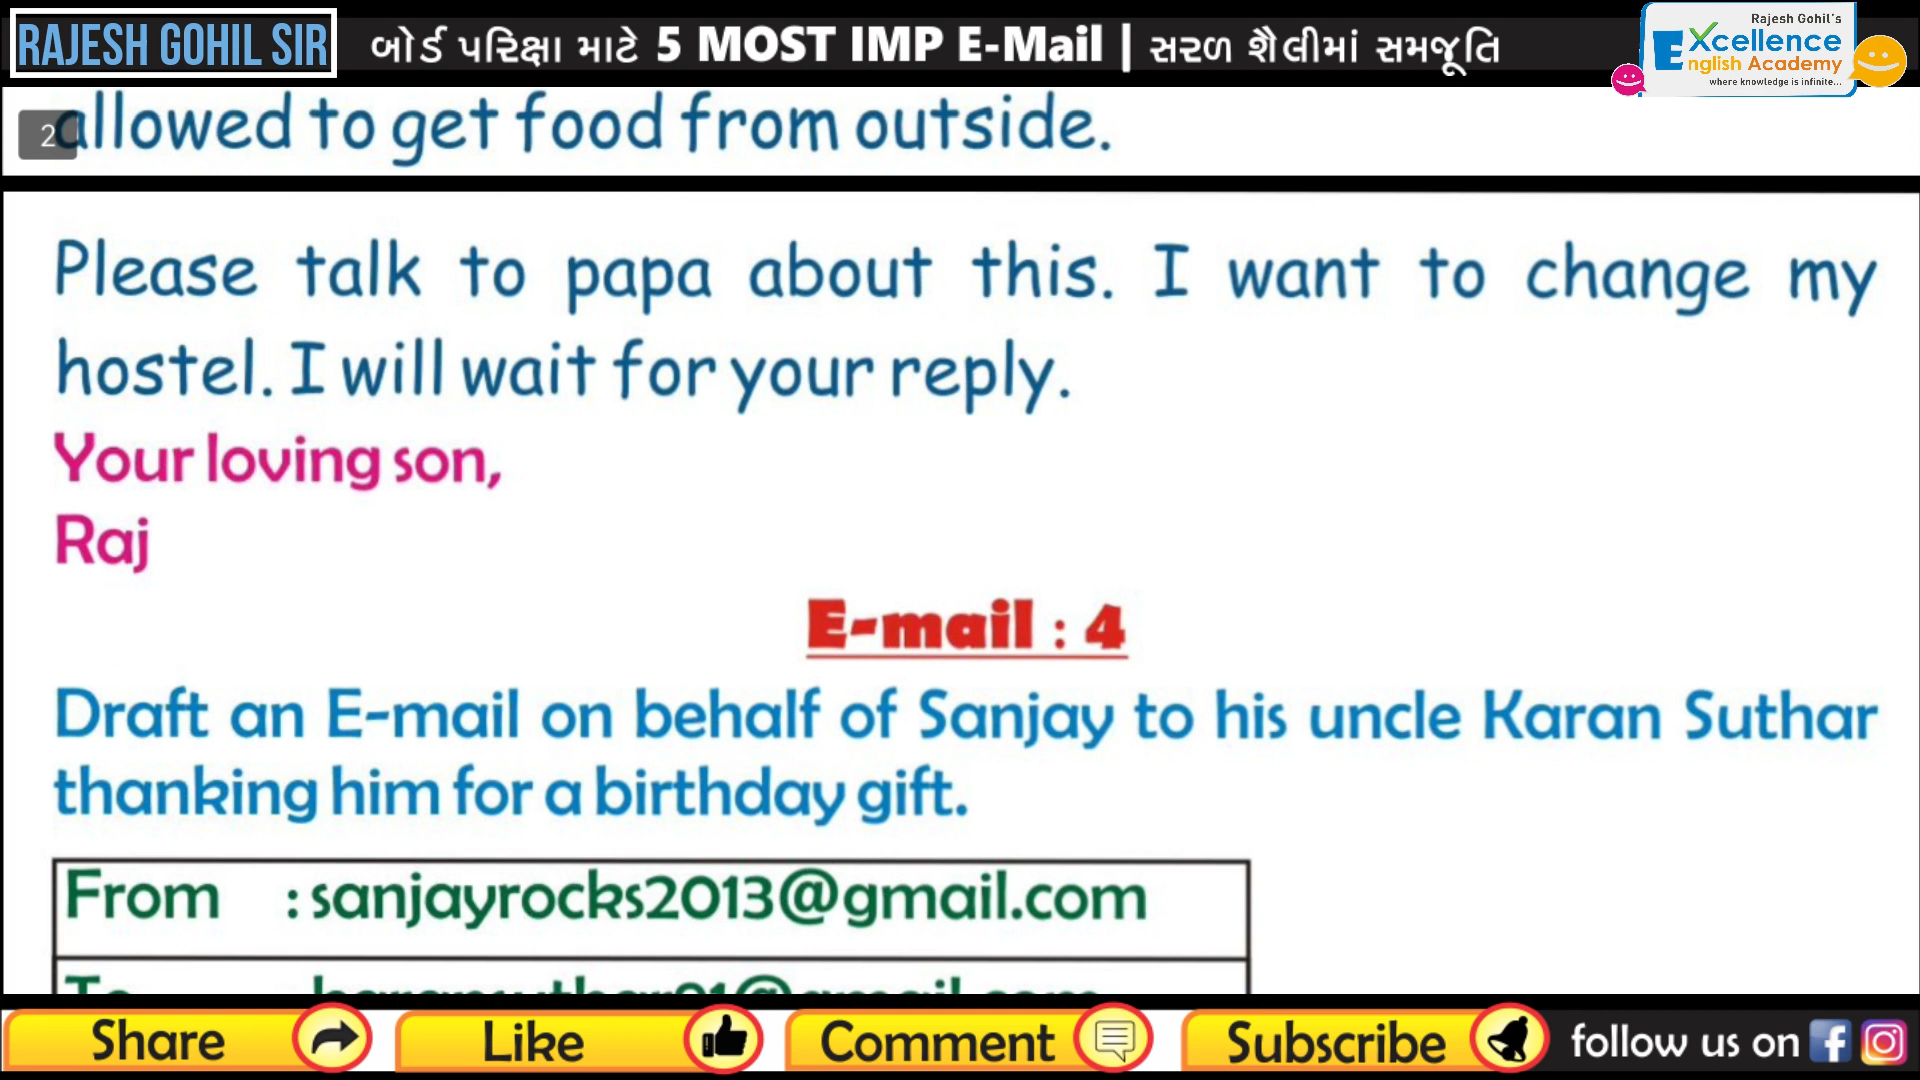 RAJESH GOHIL SIR
બોર્ડ પરિક્ષા માટે 5 MOST IMP E-Mail | સરળ શૈલીમાં સમજૂતિ
Rajesh Gohil's
EXcellence
English Academy
where knowledge is infinite...
2
allowed to get food from outside.
Please talk to papa about this. I want to change my
hostel. I will wait for your reply.
Your loving son,
Raj
E-mail : 4
Draft an E-mail on behalf of Sanjay to his uncle Karan Suthar
thanking him for a birthday gift.
From : sanjayrocks2013@gmail.com
To
Share
Like
Comment
Subscribe
follow us on